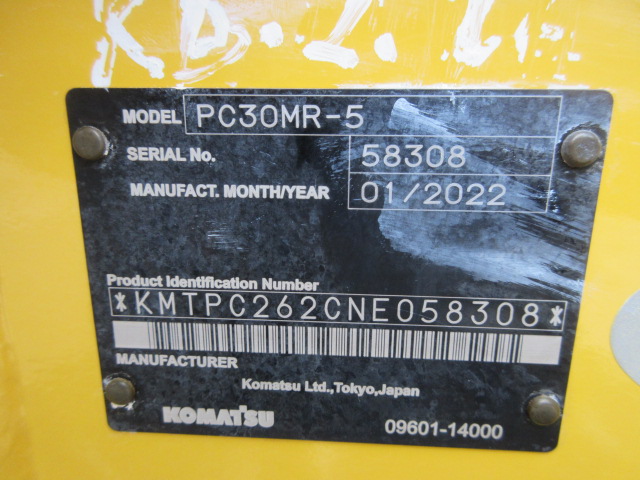 MODEL PC30MR-5
SERIAL No. 58308
MANUFACT. MONTH/YEAR 01/2022
Product Identification Number
*KMTPC262CNE058308*
MANUFACTURER
Komatsu Ltd.,Tokyo,Japan
KOMATSU
09601-14000